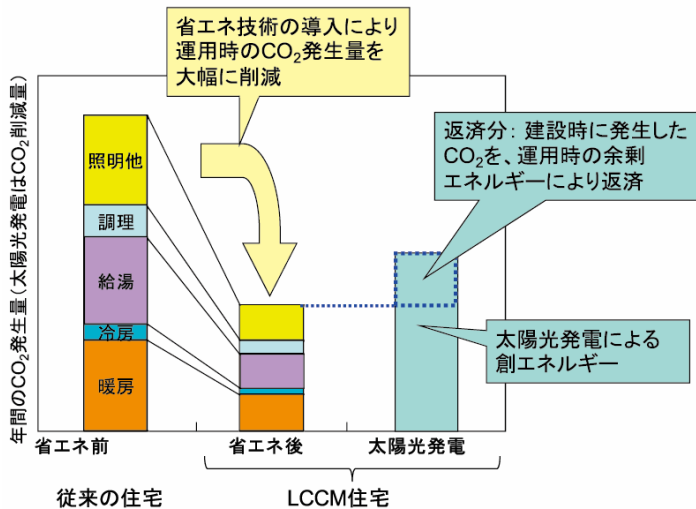 省エネ技術の導入により
運用時のCO₂発生量を
大幅に削減
年間のCO₂発生量(太陽光発電はCO₂削減量)
返済分: 建設時に発生した
CO₂を、運用時の余剰
エネルギーにより返済
照明他
調理
給湯
冷房
暖房
太陽光発電による
創エネルギー
省エネ前
省エネ後
太陽光発電
従来の住宅
LCCM住宅